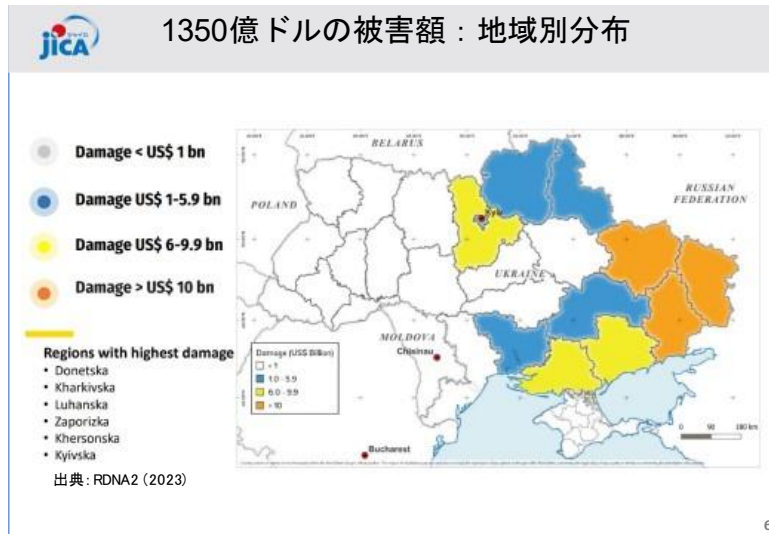 ジャイカ
JICA
1350億ドルの被害額：地域別分布
Damage < US$ 1 bn
Damage US$ 1-5.9 bn
Damage US$ 6-9.9 bn
Damage > US$ 10 bn
Regions with highest damage
• Donetska
• Kharkivska
• Luhanska
• Zaporizka
• Khersonska
• Kyivska
出典：RDNA2（2023）
BELARUS
POLAND
RUSSIAN
FEDERATION
UKRAINE
MOLDOVA
Chisinau
Bucharest
Damage (US$ Billion)
< 1
1.0 - 5.9
6.0 - 9.9
> 10
0 90 180 km
6